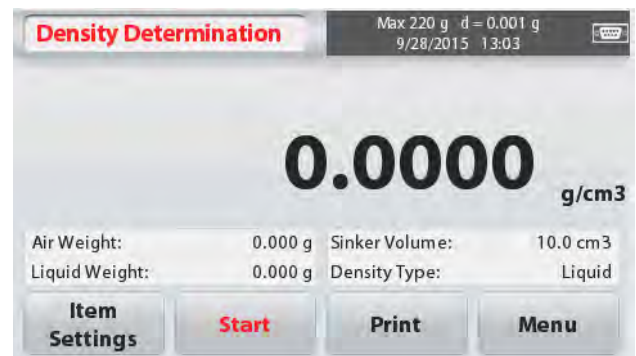 Density Determination
Max 220 g d = 0.001 g
9/28/2015 13:03
0.0000 g/cm3
Air Weight: 0.000 g Sinker Volume: 10.0 cm3
Liquid Weight: 0.000 g Density Type: Liquid
Item Settings
Start
Print
Menu